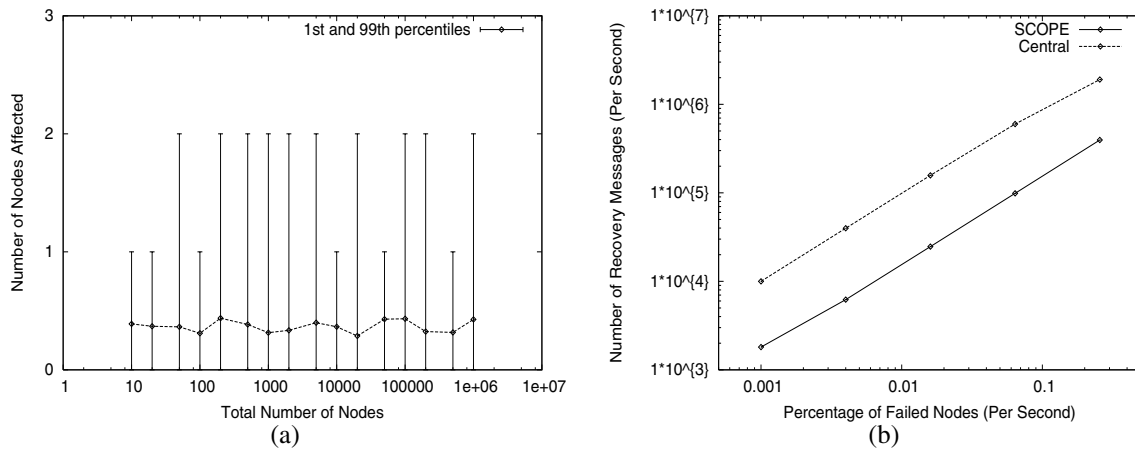 3
2
1
0
1
10
100
1000
10000
100000
1e+06
1e+07
Number of Nodes Affected
Total Number of Nodes
1st and 99th percentiles
(a)
1*10^{7}
1*10^{6}
1*10^{5}
1*10^{4}
1*10^{3}
0.001
0.01
0.1
Number of Recovery Messages (Per Second)
Percentage of Failed Nodes (Per Second)
SCOPE
Central
(b)